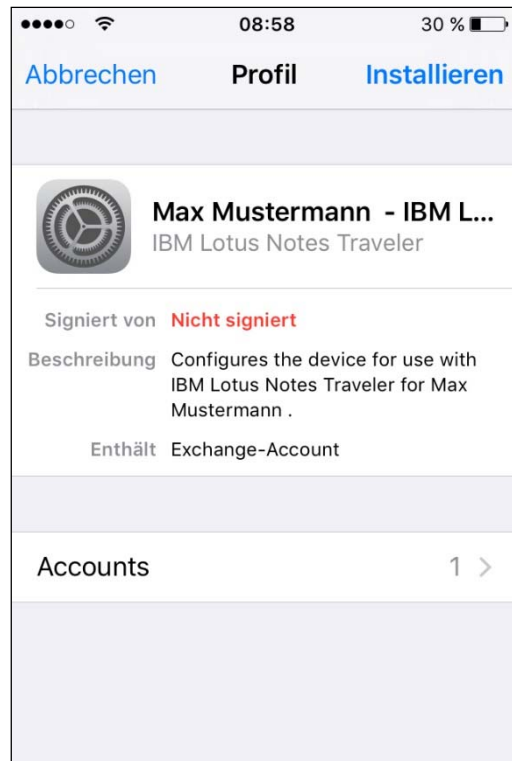 08:58
30 %
Abbrechen
Profil
Installieren
Max Mustermann - IBM L...
IBM Lotus Notes Traveler
Signiert von Nicht signiert
Beschreibung Configures the device for use with
IBM Lotus Notes Traveler for Max
Mustermann .
Enthält Exchange-Account
Accounts 1